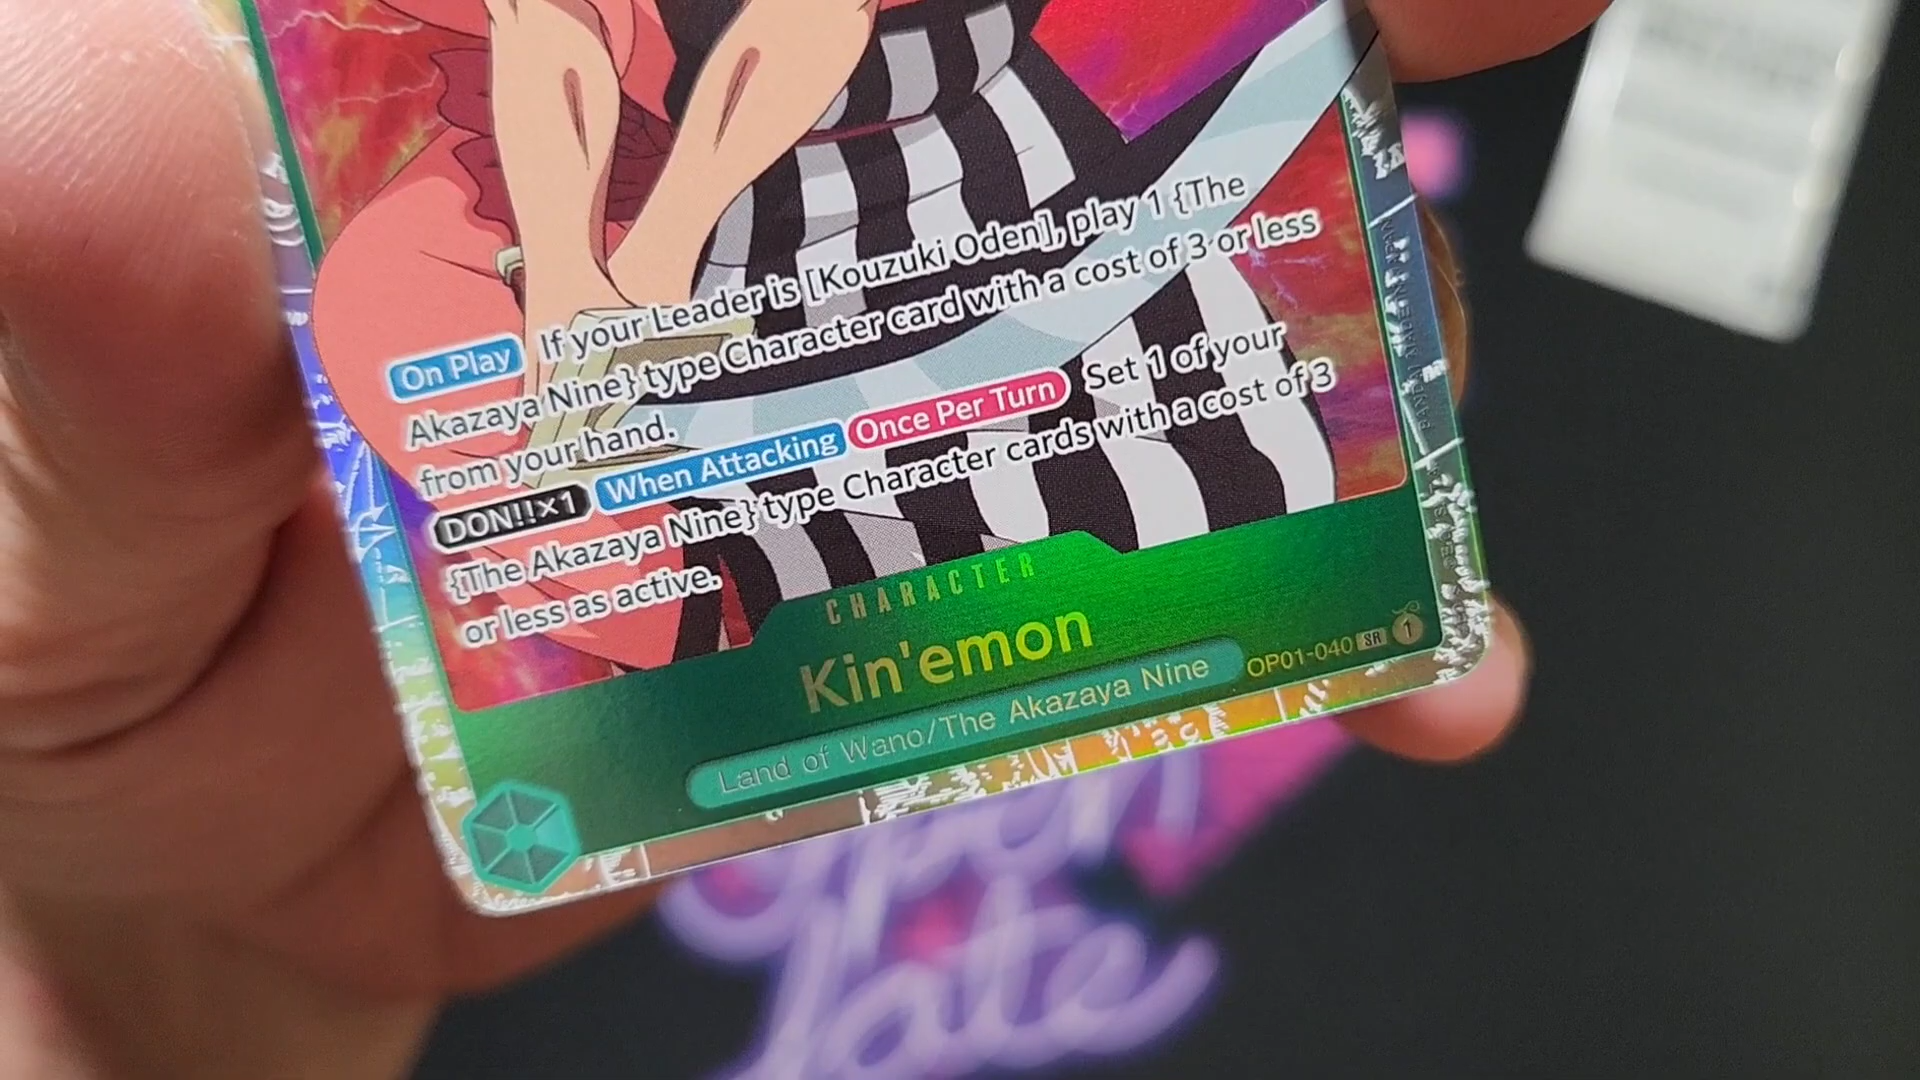 On Play If your Leader is [Kouzuki Oden], play 1 {The
Akazaya Nine} type Character card with a cost of 3 or less
from your hand.
DON!!×1 When Attacking Once Per Turn Set 1 of your
{The Akazaya Nine} type Character cards with a cost of 3
or less as active.
CHARACTER
Kin'emon
Land of Wano/The Akazaya Nine
OP01-040 SR 1
Open
late